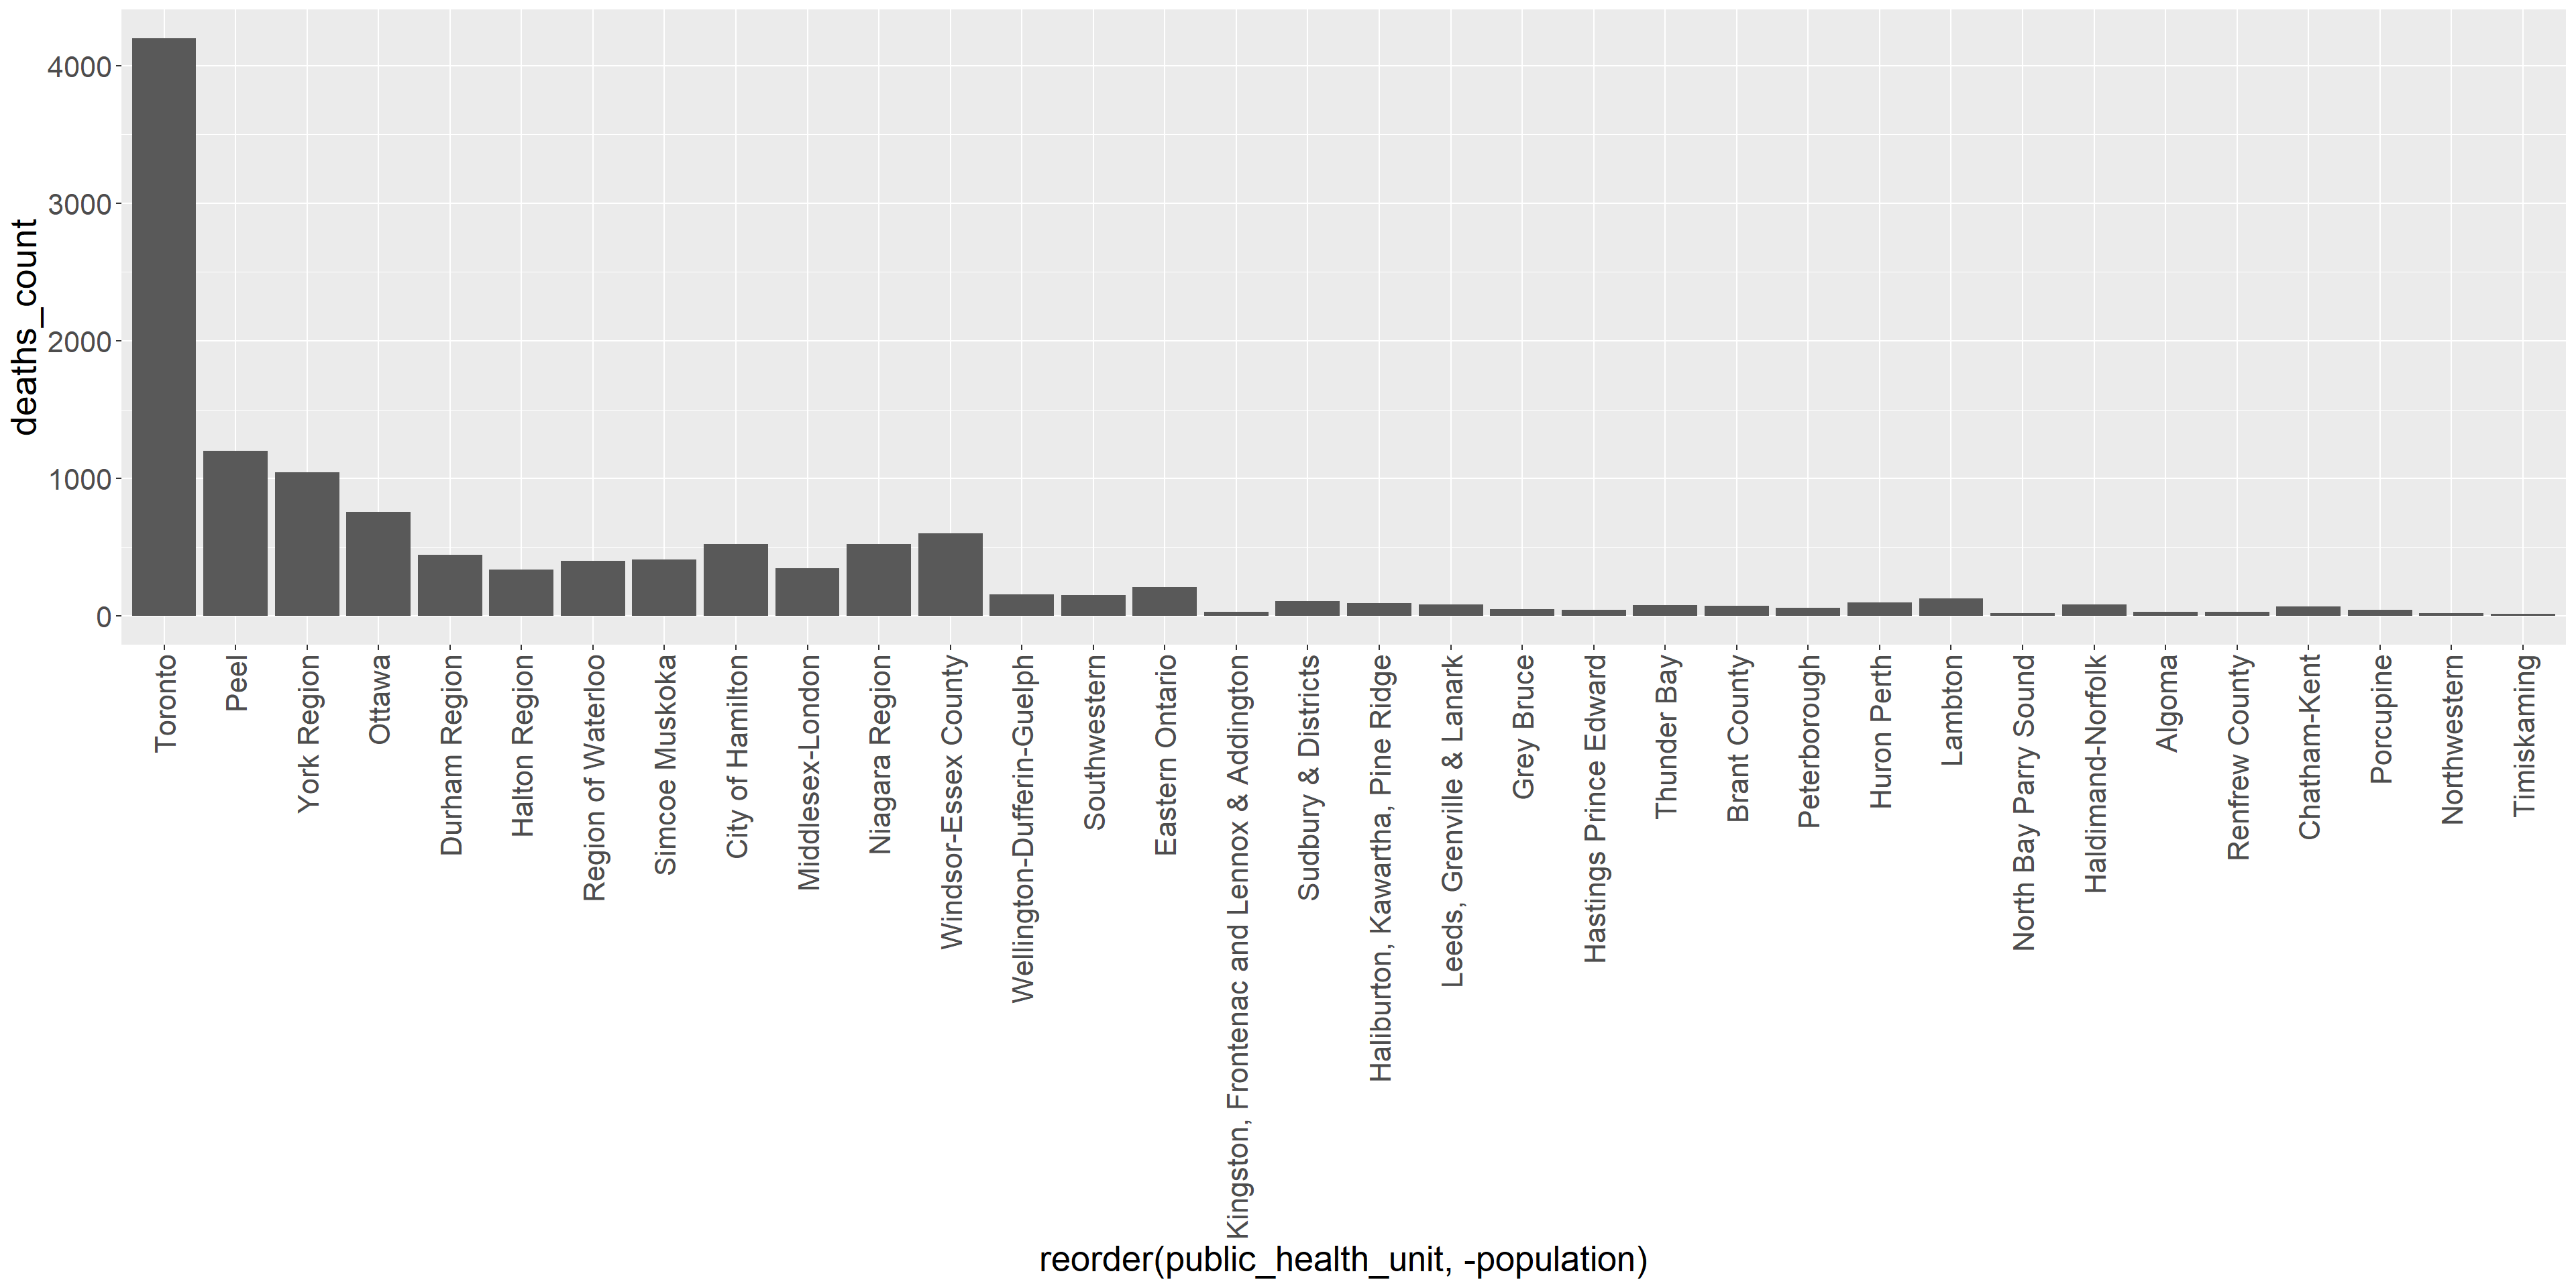 deaths_count
4000
3000
2000
1000
0
Toronto
Peel
York Region
Ottawa
Durham Region
Halton Region
Region of Waterloo
Simcoe Muskoka
City of Hamilton
Middlesex-London
Niagara Region
Windsor-Essex County
Wellington-Dufferin-Guelph
Southwestern
Eastern Ontario
Kingston, Frontenac and Lennox & Addington
Sudbury & Districts
Haliburton, Kawartha, Pine Ridge
Leeds, Grenville & Lanark
Grey Bruce
Hastings Prince Edward
Thunder Bay
Brant County
Peterborough
Huron Perth
Lambton
North Bay Parry Sound
Haldimand-Norfolk
Algoma
Renfrew County
Chatham-Kent
Porcupine
Northwestern
Timiskaming
reorder(public_health_unit, -population)